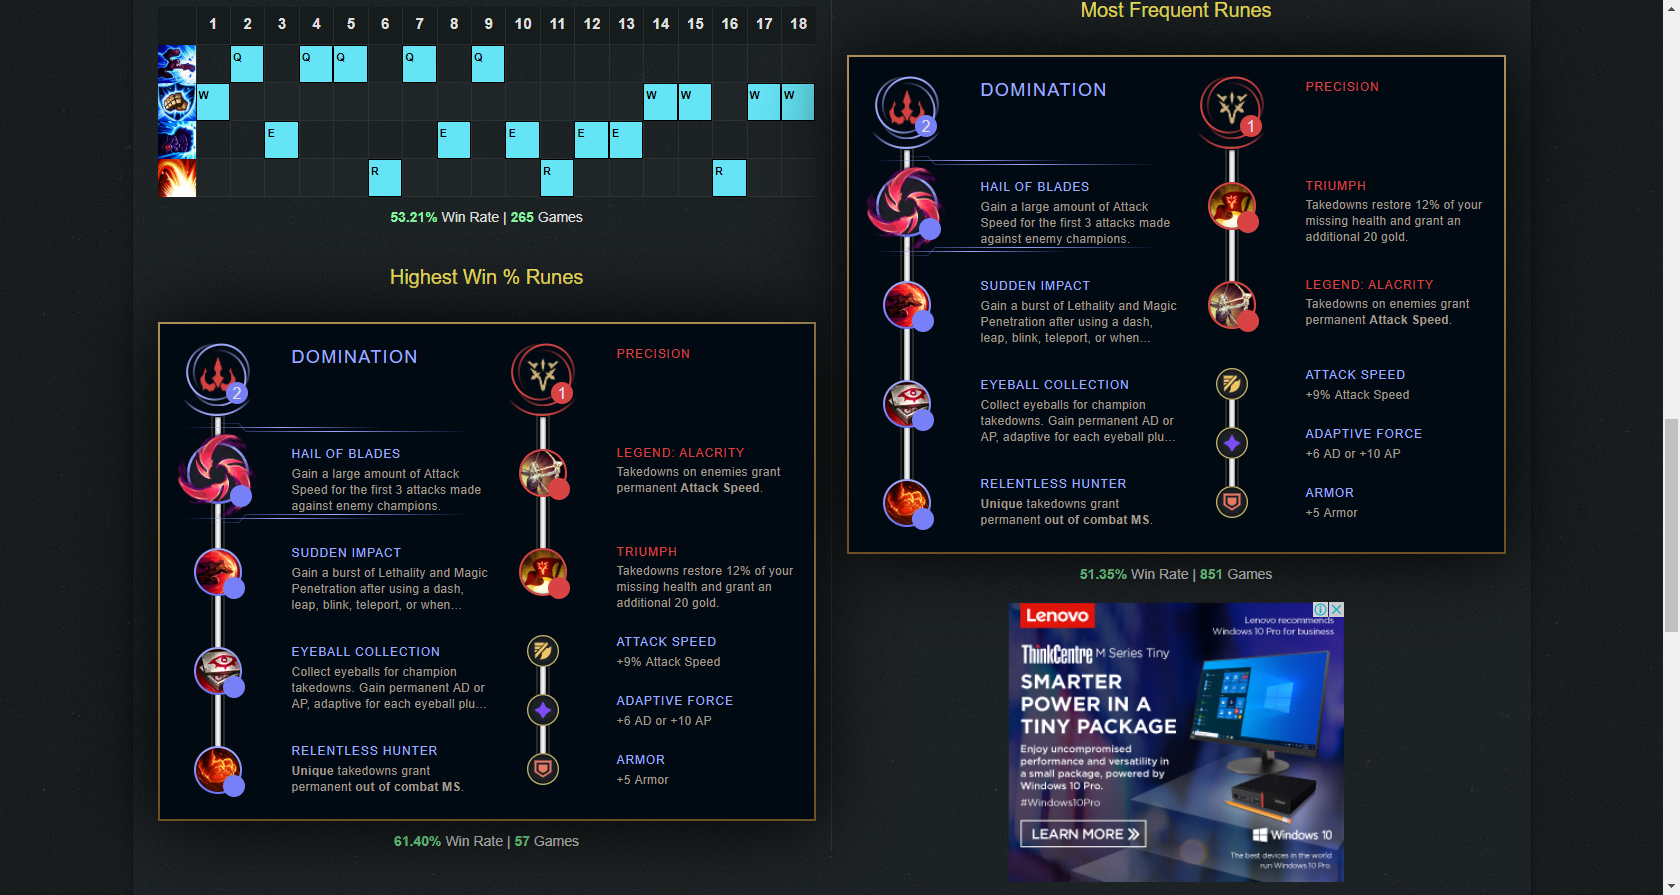 1 2 3 4 5 6 7 8 9 10 11 12 13 14 15 16 17 18
Q Q Q Q Q
W W W W W
E E E E E
R R R
53.21% Win Rate | 265 Games
Highest Win % Runes
2
DOMINATION
1
PRECISION
HAIL OF BLADES
Gain a large amount of Attack
Speed for the first 3 attacks made
against enemy champions.
SUDDEN IMPACT
Gain a burst of Lethality and Magic
Penetration after using a dash,
leap, blink, teleport, or when...
EYEBALL COLLECTION
Collect eyeballs for champion
takedowns. Gain permanent AD or
AP, adaptive for each eyeball plu...
RELENTLESS HUNTER
Unique takedowns grant
permanent out of combat MS.
LEGEND: ALACRITY
Takedowns on enemies grant
permanent Attack Speed.
TRIUMPH
Takedowns restore 12% of your
missing health and grant an
additional 20 gold.
ATTACK SPEED
+9% Attack Speed
ADAPTIVE FORCE
+6 AD or +10 AP
ARMOR
+5 Armor
61.40% Win Rate | 57 Games
Most Frequent Runes
2
DOMINATION
1
PRECISION
HAIL OF BLADES
Gain a large amount of Attack
Speed for the first 3 attacks made
against enemy champions.
SUDDEN IMPACT
Gain a burst of Lethality and Magic
Penetration after using a dash,
leap, blink, teleport, or when...
EYEBALL COLLECTION
Collect eyeballs for champion
takedowns. Gain permanent AD or
AP, adaptive for each eyeball plu...
RELENTLESS HUNTER
Unique takedowns grant
permanent out of combat MS.
TRIUMPH
Takedowns restore 12% of your
missing health and grant an
additional 20 gold.
LEGEND: ALACRITY
Takedowns on enemies grant
permanent Attack Speed.
ATTACK SPEED
+9% Attack Speed
ADAPTIVE FORCE
+6 AD or +10 AP
ARMOR
+5 Armor
51.35% Win Rate | 851 Games
Lenovo
Lenovo recommends
Windows 10 Pro for business
ThinkCentre M Series Tiny
SMARTER
POWER IN A
TINY PACKAGE
Enjoy uncompromised
performance and versatility in
a small package, powered by
Windows 10 Pro.
#Windows10Pro
LEARN MORE
Windows 10
The best devices in the world
run Windows 10 Pro.